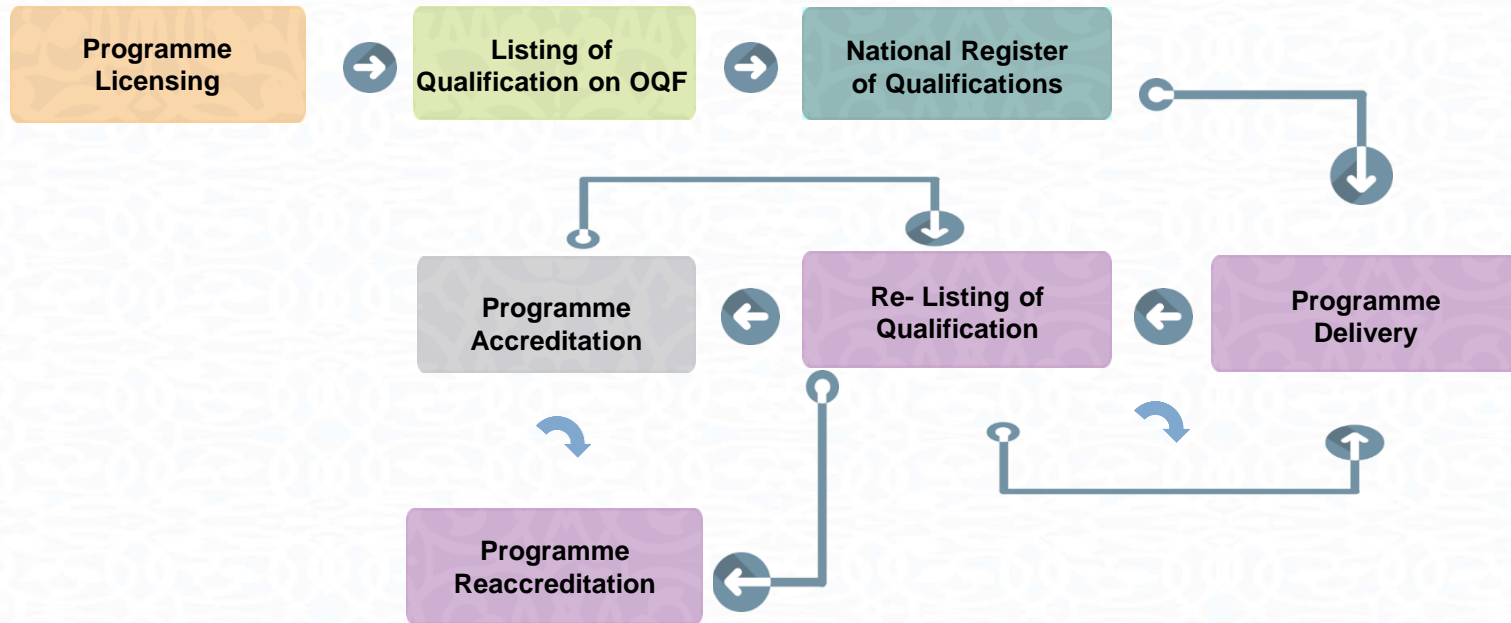 Programme
Licensing
Listing of
Qualification on OQF
National Register
of Qualifications
Programme
Accreditation
Re- Listing of
Qualification
Programme
Delivery
Programme
Reaccreditation